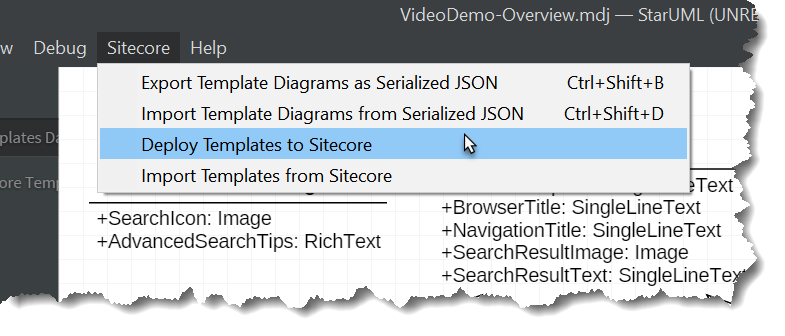 VideoDemo-Overview.mdj — StarUML (UNRE
w Debug Sitecore Help
Export Template Diagrams as Serialized JSON Ctrl+Shift+B
Import Template Diagrams from Serialized JSON Ctrl+Shift+D
plates Da
Deploy Templates to Sitecore
Import Templates from Sitecore
ore Temp
LineText
+SearchIcon: Image
+AdvancedSearchTips: RichText
+BrowserTitle: SingleLineText
+NavigationTitle: SingleLineText
+SearchResultImage: Image
+SearchResultText: SingleLineTex